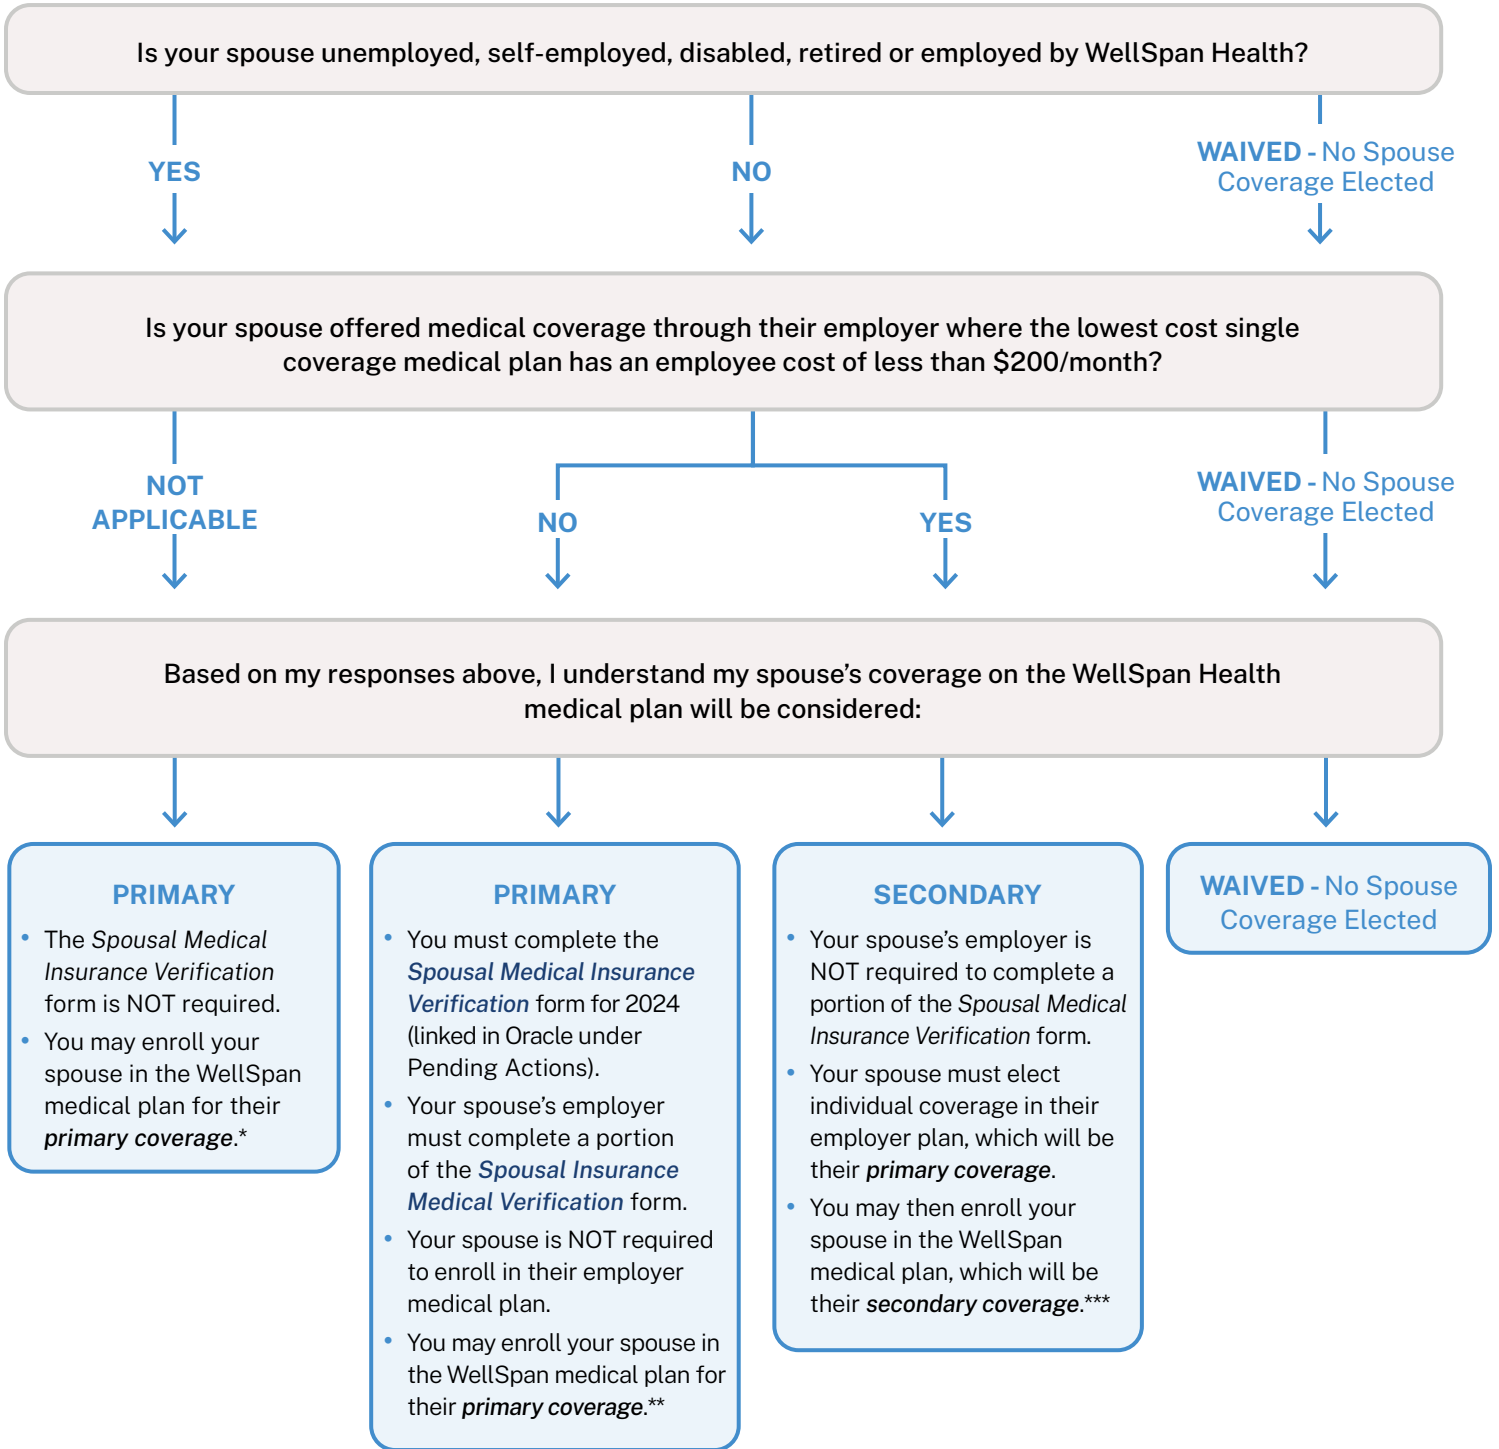 Is your spouse unemployed, self-employed, disabled, retired or employed by WellSpan Health?
YES
NO
WAIVED - No Spouse
Coverage Elected
Is your spouse offered medical coverage through their employer where the lowest cost single
coverage medical plan has an employee cost of less than $200/month?
NOT
APPLICABLE
NO
YES
WAIVED - No Spouse
Coverage Elected
Based on my responses above, I understand my spouse’s coverage on the WellSpan Health
medical plan will be considered:
PRIMARY
• The Spousal Medical
Insurance Verification
form is NOT required.
• You may enroll your
spouse in the WellSpan
medical plan for their
primary coverage.*
PRIMARY
• You must complete the
Spousal Medical Insurance
Verification form for 2024
(linked in Oracle under
Pending Actions).
• Your spouse’s employer
must complete a portion
of the Spousal Insurance
Medical Verification form.
• Your spouse is NOT required
to enroll in their employer
medical plan.
• You may enroll your spouse in
the WellSpan medical plan for
their primary coverage.**
SECONDARY
• Your spouse’s employer is
NOT required to complete a
portion of the Spousal Medical
Insurance Verification form.
• Your spouse must elect
individual coverage in their
employer plan, which will be
their primary coverage.
• You may then enroll your
spouse in the WellSpan
medical plan, which will be
their secondary coverage.***
WAIVED - No Spouse
Coverage Elected